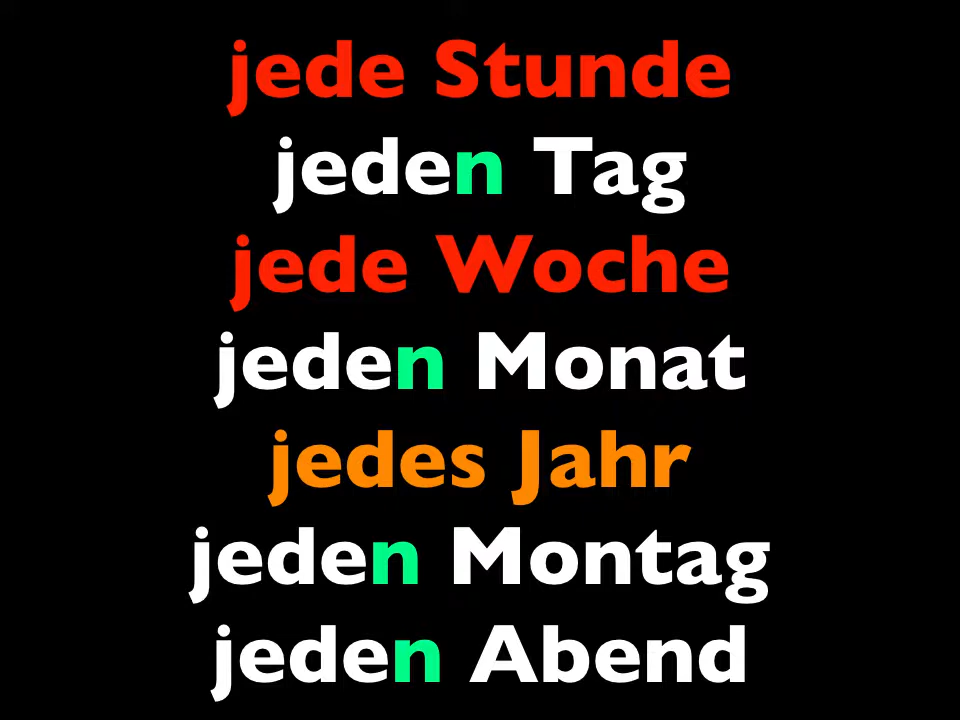 jede Stunde
jeden Tag
jede Woche
jeden Monat
jedes Jahr
jeden Montag
jeden Abend